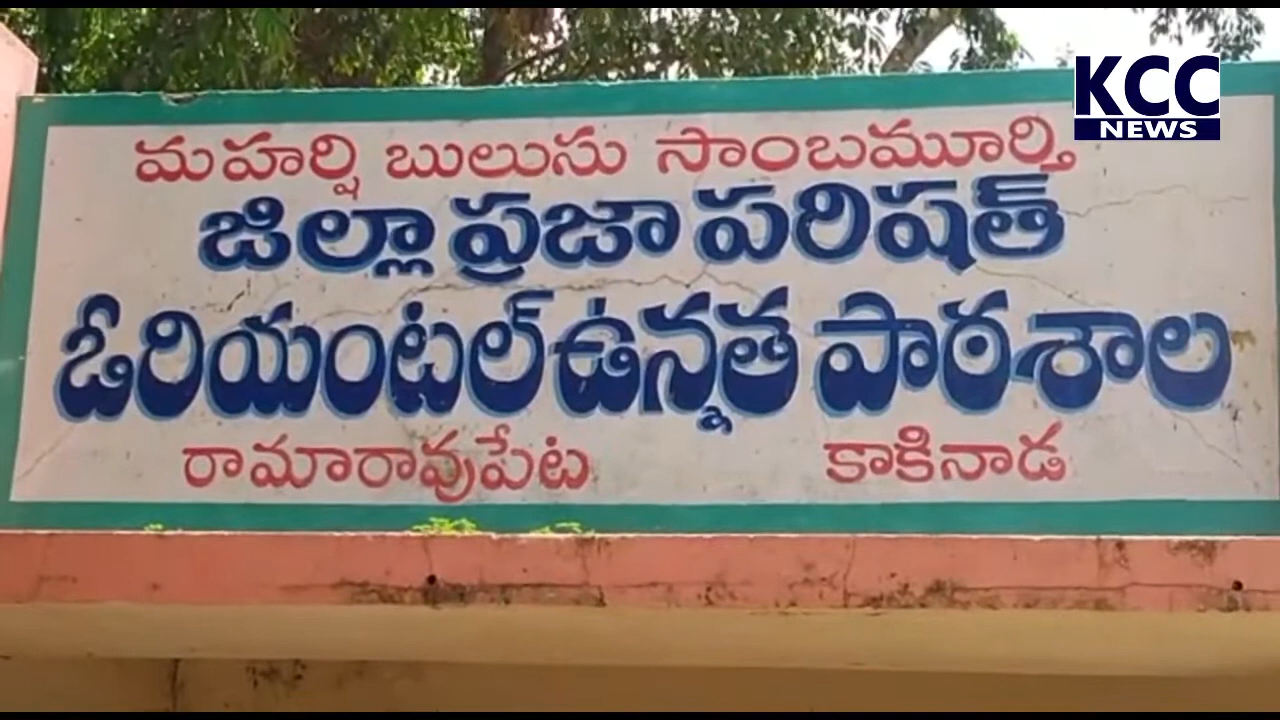 KCC
NEWS
మహర్షి బులుసు సాంబమూర్తి
జిల్లా ప్రజా పరిషత్
ఓరియంటల్ ఉన్నత పాఠశాల
రామారావుపేట కాకినాడ